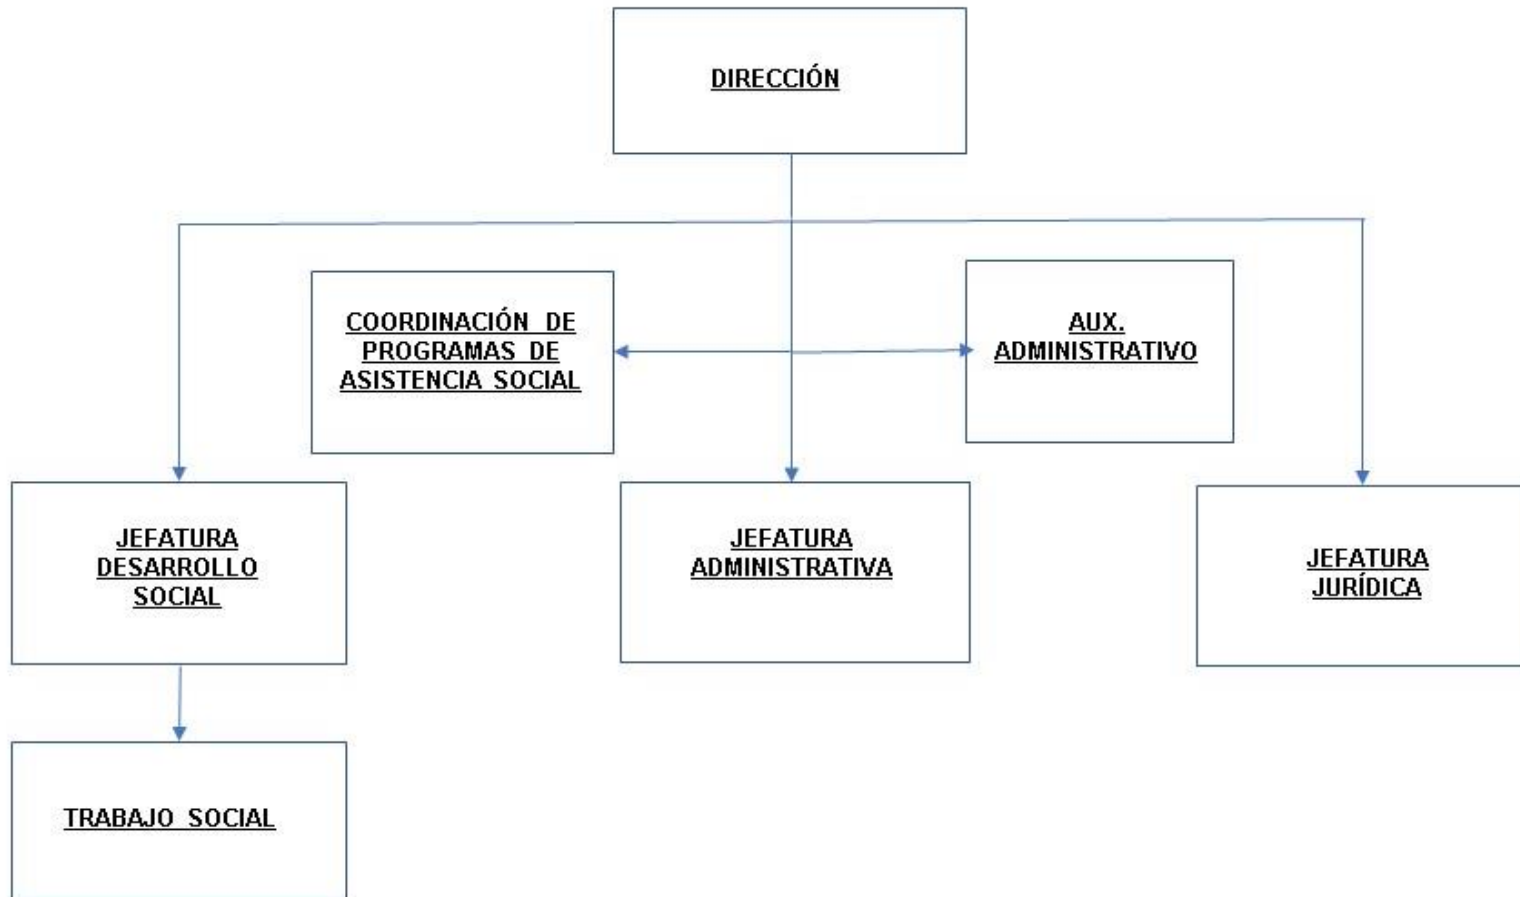 DIRECCIÓN
COORDINACIÓN DE
PROGRAMAS DE
ASISTENCIA SOCIAL
AUX.
ADMINISTRATIVO
JEFATURA
DESARROLLO
SOCIAL
JEFATURA
ADMINISTRATIVA
JEFATURA
JURÍDICA
TRABAJO SOCIAL